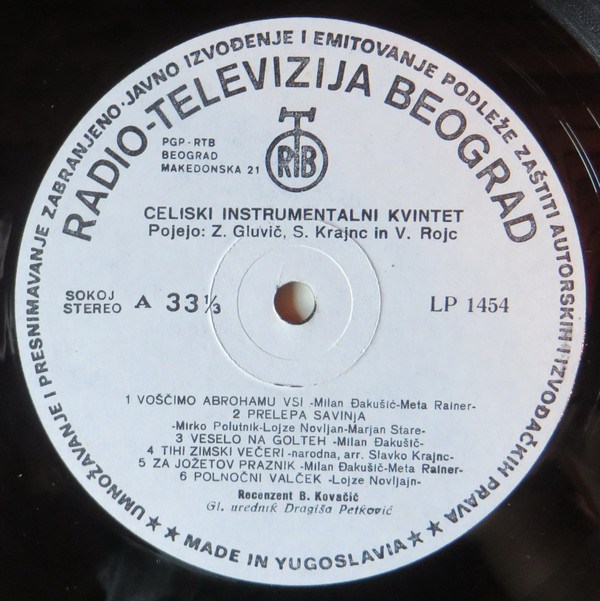 UMNOŽAVANJE I PRESNIMAVANJE ZABRANJENO · JAVNO IZVOĐENJE I EMITOVANJE PODLEŽE ZAŠTITI AUTORSKIH I IZVOĐAČKIH PRAVA
RADIO-TELEVIZIJA BEOGRAD
PGP-RTB
BEOGRAD
MAKEDONSKA 21
RTB
CELJSKI INSTRUMENTALNI KVINTET
Pojejo: Z. Gluvič, S. Krajnc in V. Rojc
SOKOJ
STEREO A 33 1/3 LP 1454
1 VOŠČIMO ABROHAMU VSI -Milan Đakušić-Meta Rainer-
2 PRELEPA SAVINJA
-Mirko Polutnik-Lojze Novljan-Marjan Stare-
3 VESELO NA GOLTEH -Milan Đakušić-
4 TIHI ZIMSKI VEČERI -narodna, arr. Slavko Krajnc-
5 ZA JOŽETOV PRAZNIK -Milan Đakušić-Meta Rainer-
6 POLNOČNI VALČEK -Lojze Novljajn-
Recenzent B. Kovačič
Gl. urednik Dragiša Petković
★★ MADE IN YUGOSLAVIA ★★